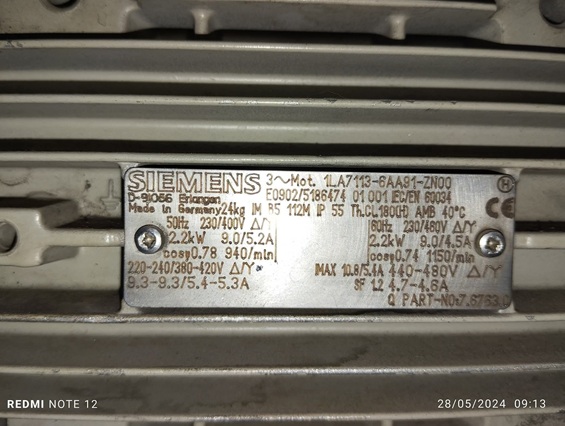 SIEMENS 3~Mot. 1LA7113-6AA91-ZN00
D-91056 Erlangen E0902/5186474 01 001 IEC/EN 60034
Made in Germany 24kg IM B5 112M IP 55 Th.Cl.180(H) AMB 40°C CE
50Hz 230/400V Δ/Y 60Hz 230/460V Δ/Y
2.2kW 9.0/5.2A 2.2kW 9.0/4.5A
cosφ0.78 940/min cosφ0.74 1150/min
220-240/380-420V Δ/Y IMAX 10.8/5.4A 440-480V Δ/Y
9.3-9.3/5.4-5.3A SF 1.2 4.7-4.6A
Q PART-NO:
REDMI NOTE 12 28/05/2024 09:13